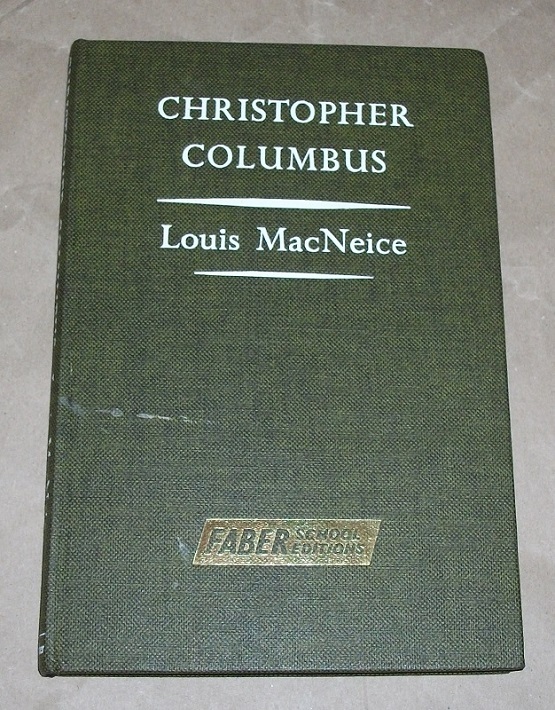 CHRISTOPHER
COLUMBUS
Louis MacNeice
FABER SCHOOL
EDITIONS